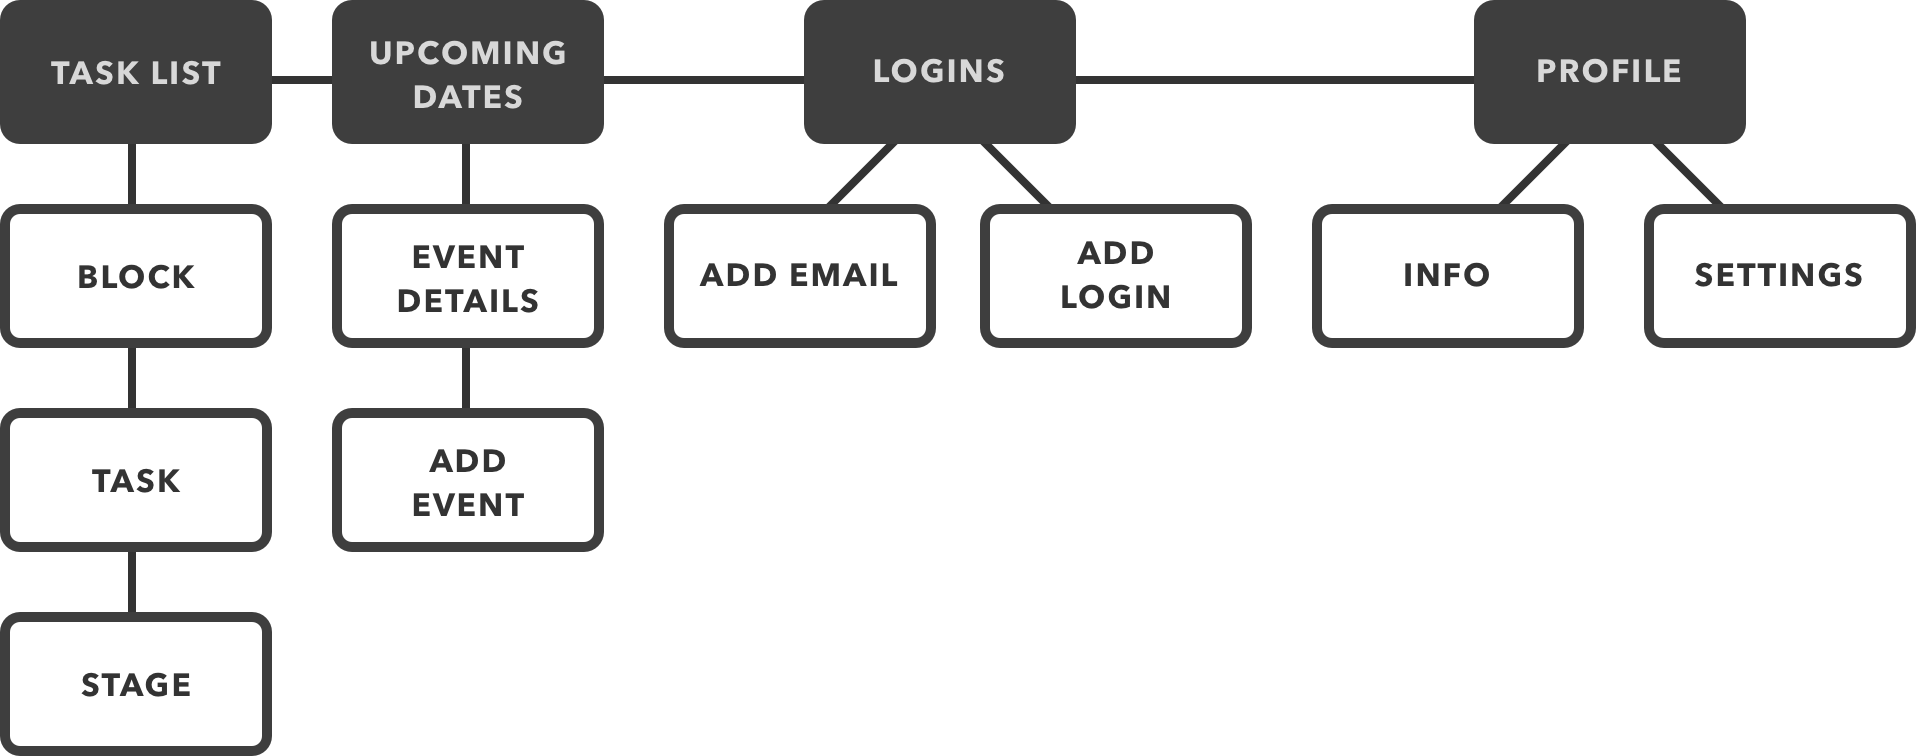 TASK LIST
UPCOMING
DATES
LOGINS
PROFILE
BLOCK
EVENT
DETAILS
ADD EMAIL
ADD
LOGIN
INFO
SETTINGS
TASK
ADD
EVENT
STAGE